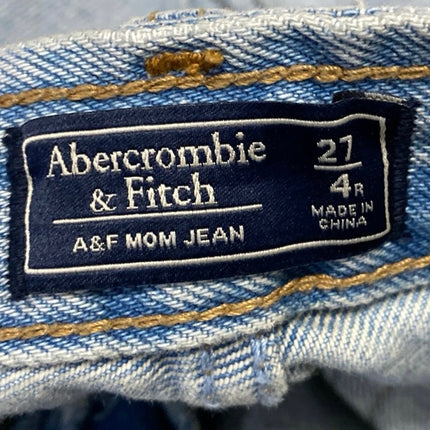 Abercrombie
& Fitch
A&F MOM JEAN
27
4R
MADE IN
CHINA